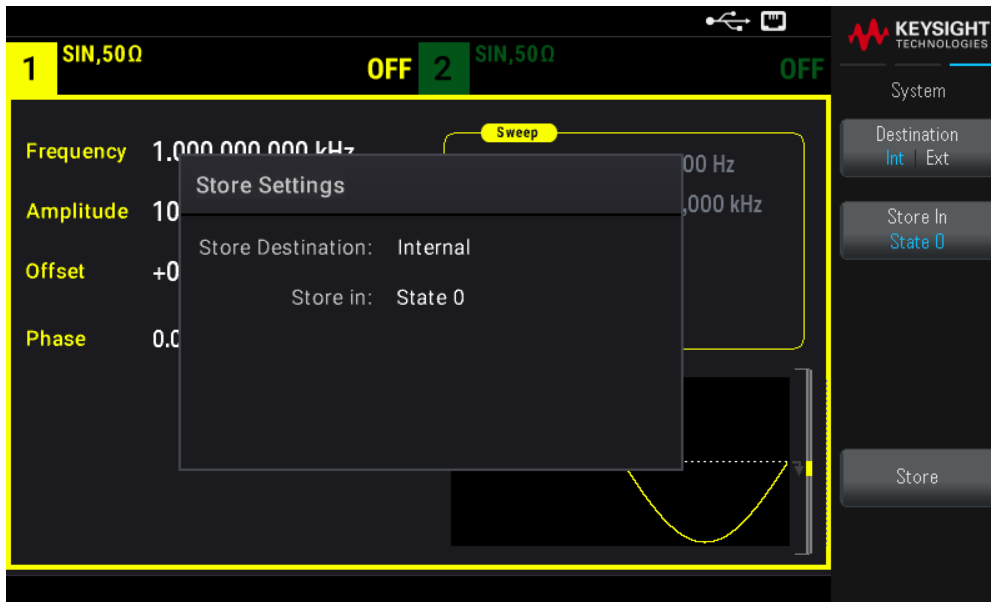 KEYSIGHT
TECHNOLOGIES
1 SIN,50Ω OFF 2 SIN,50Ω OFF
System
Destination
Int | Ext
Store In
State 0
Store
Sweep
Frequency 1.000,000,000 kHz
00 Hz
Store Settings
Amplitude 10
,000 kHz
Store Destination: Internal
Offset +0
Store in: State 0
Phase 0.0